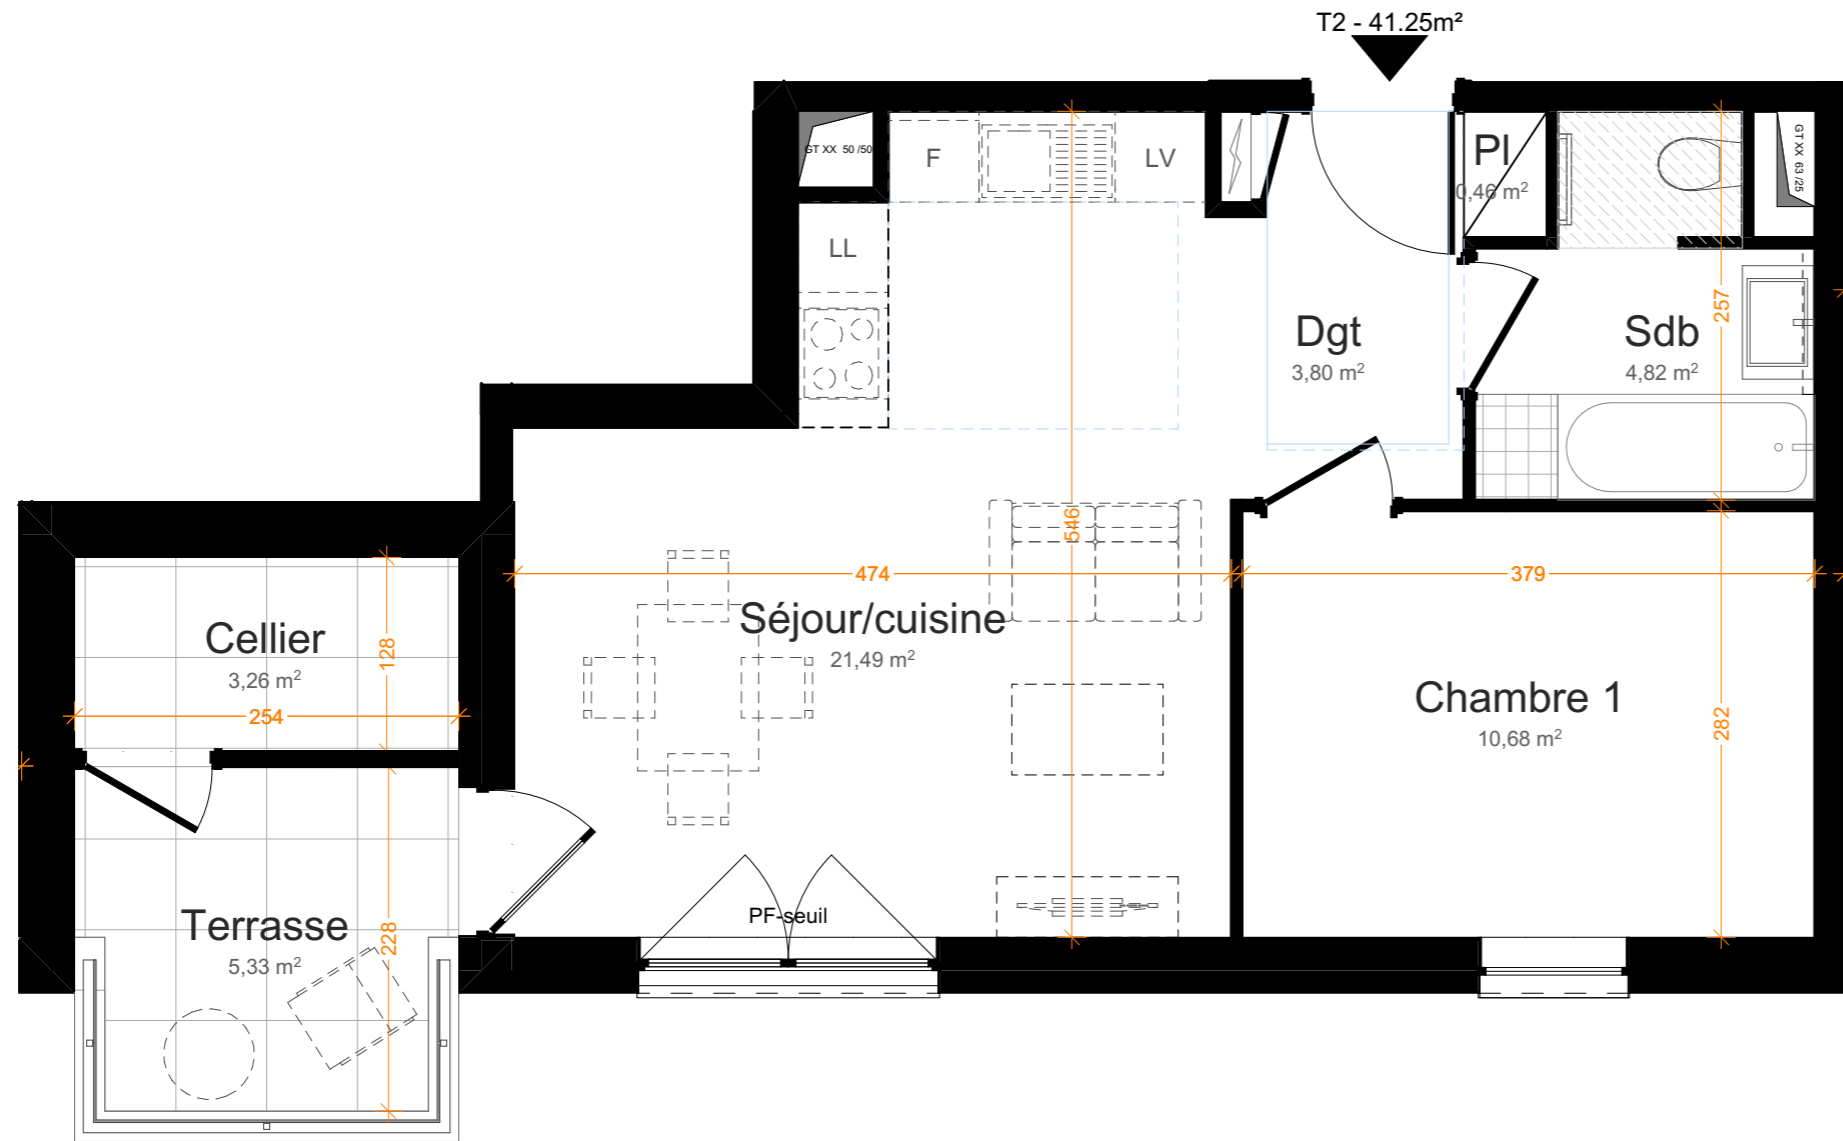 T2 - 41.25m²
GT XX 50 /50
F
LV
Pl
0,46 m²
GT XX 63 /25
LL
Dgt
3,80 m²
257
Sdb
4,82 m²
546
474
379
Séjour/cuisine
21,49 m²
Cellier
3,26 m²
128
254
Chambre 1
10,68 m²
282
PF-seuil
Terrasse
5,33 m²
228